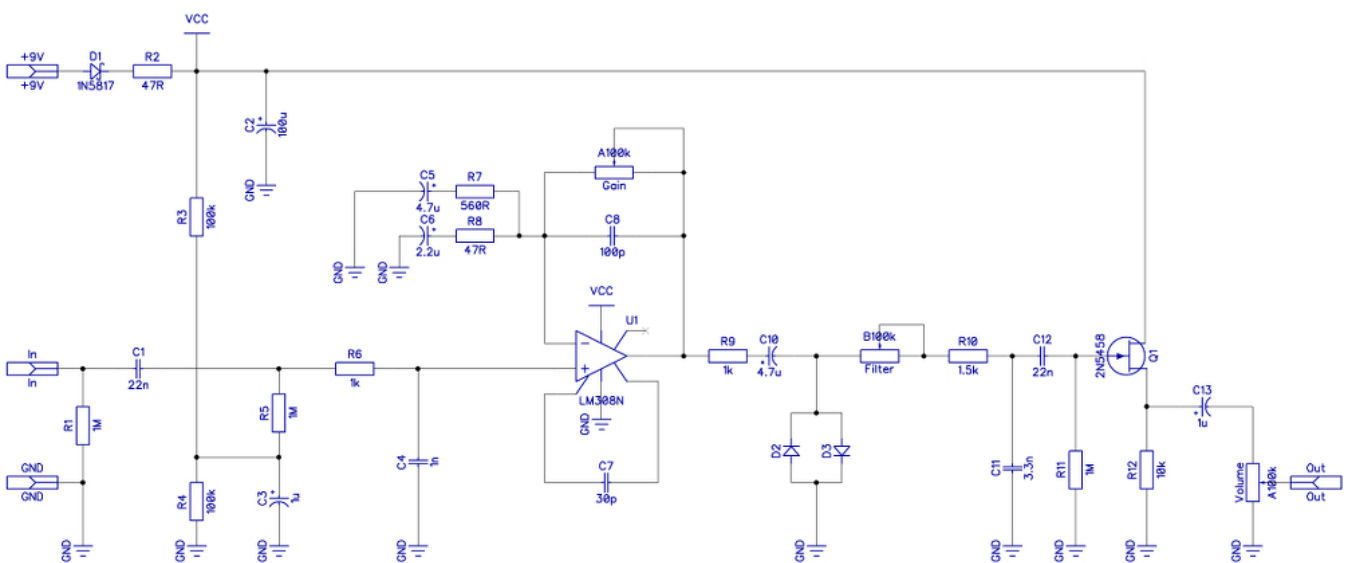 VCC
+9V
+9V
D1
1N5817
R2
47R
C2
100u
GND
R3
100k
A100k
Gain
C5
4.7u
R7
560R
C6
2.2u
R8
47R
C8
100p
GND
GND
VCC
U1
LM308N
GND
C7
30p
In
In
C1
22n
R1
1M
GND
GND
GND
R5
1M
R4
100k
C3
1u
GND
GND
R6
1k
C4
1n
GND
R9
1k
C10
4.7u
D2
D3
GND
B100k
Filter
R10
1.5k
C12
22n
C11
3.3n
GND
R11
1M
GND
2N5458
Q1
R12
10k
GND
C13
1u
Volume
A100k
GND
Out
Out